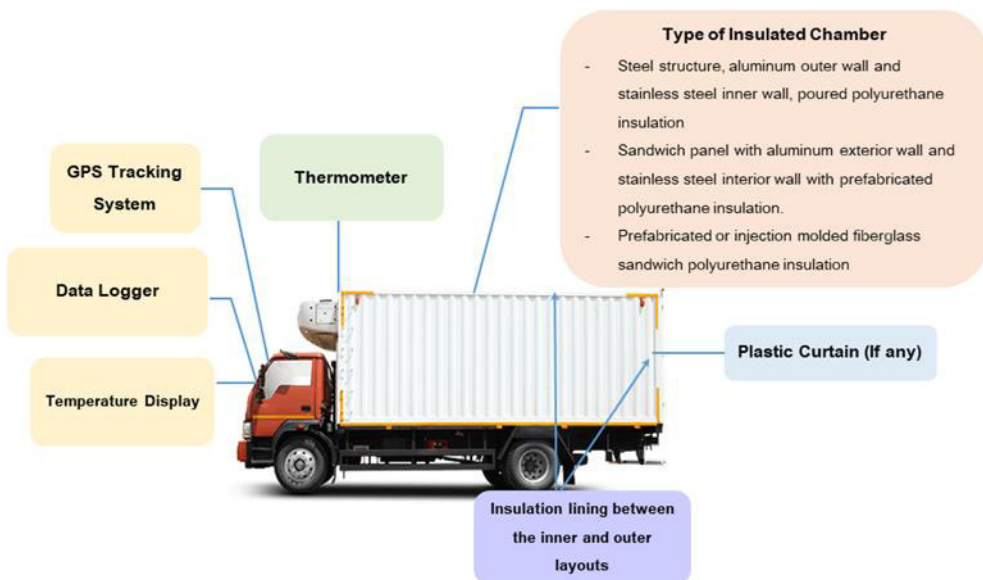 Type of Insulated Chamber
- Steel structure, aluminum outer wall and
stainless steel inner wall, poured polyurethane
insulation
- Sandwich panel with aluminum exterior wall and
stainless steel interior wall with prefabricated
polyurethane insulation.
- Prefabricated or injection molded fiberglass
sandwich polyurethane insulation
GPS Tracking
System
Thermometer
Data Logger
Temperature Display
Plastic Curtain (If any)
Insulation lining between
the inner and outer
layouts